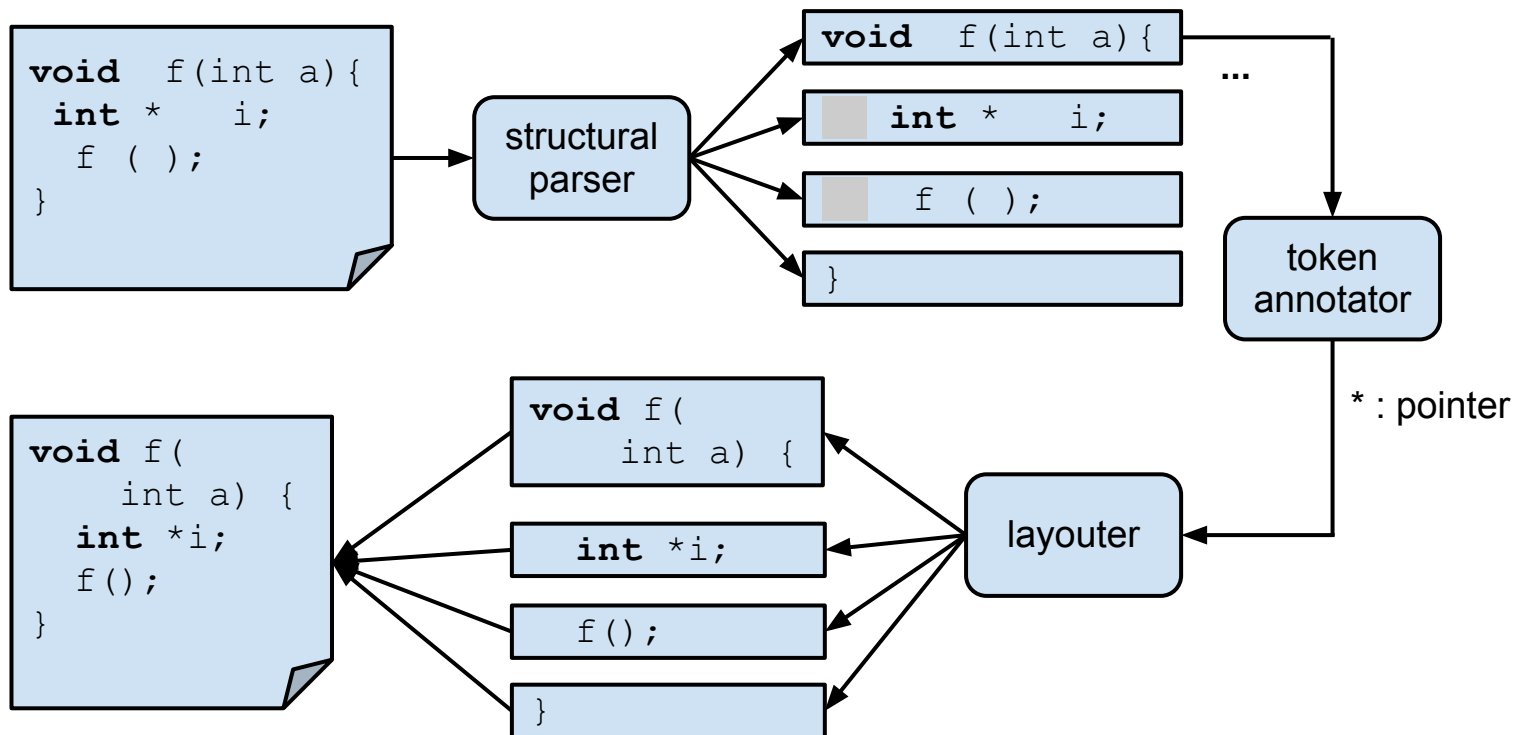 void  f(int a){
 int *   i;
  f ( );
}
structural
parser
void  f(int a){
int *   i;
f ( );
}
...
token
annotator
* : pointer
layouter
void f(
    int a) {
int *i;
f();
}
void f(
    int a) {
  int *i;
  f();
}